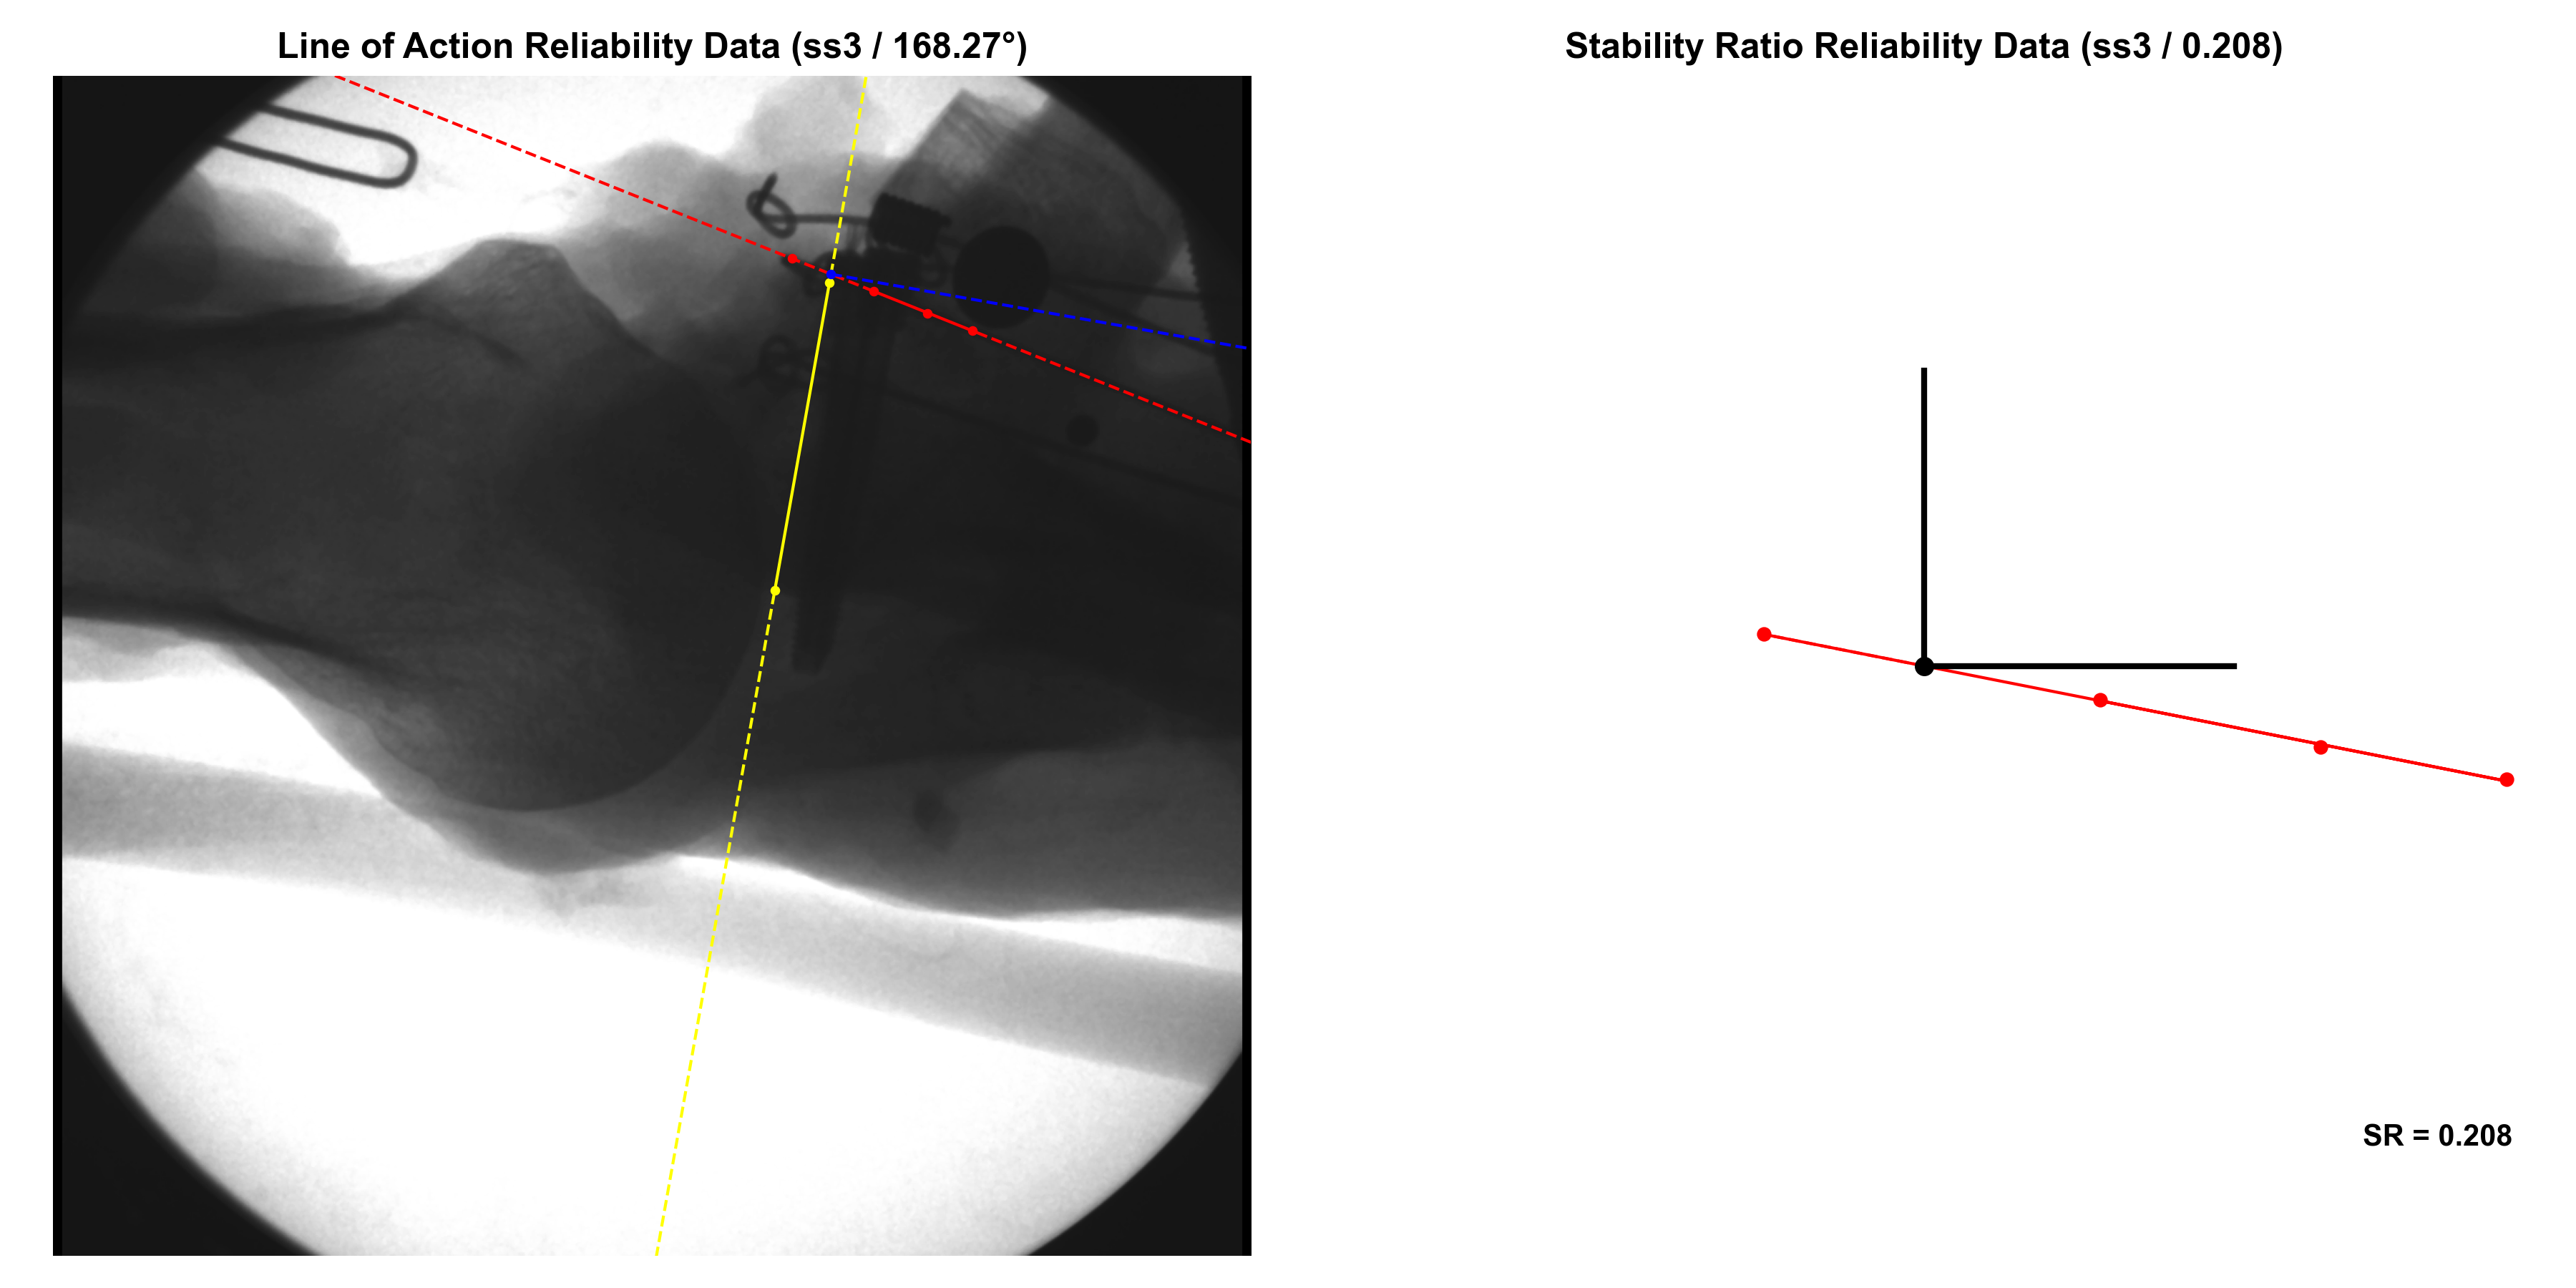 Line of Action Reliability Data (ss3 / 168.27°)
Stability Ratio Reliability Data (ss3 / 0.208)
SR = 0.208